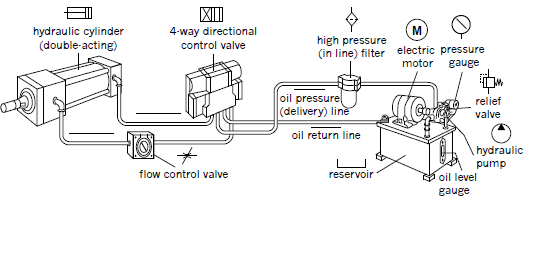 hydraulic cylinder
(double-acting)
4-way directional
control valve
high pressure
(in line) filter
M
electric
motor
pressure
gauge
relief
valve
oil pressure
(delivery) line
oil return line
hydraulic
pump
flow control valve
reservoir
oil level
gauge